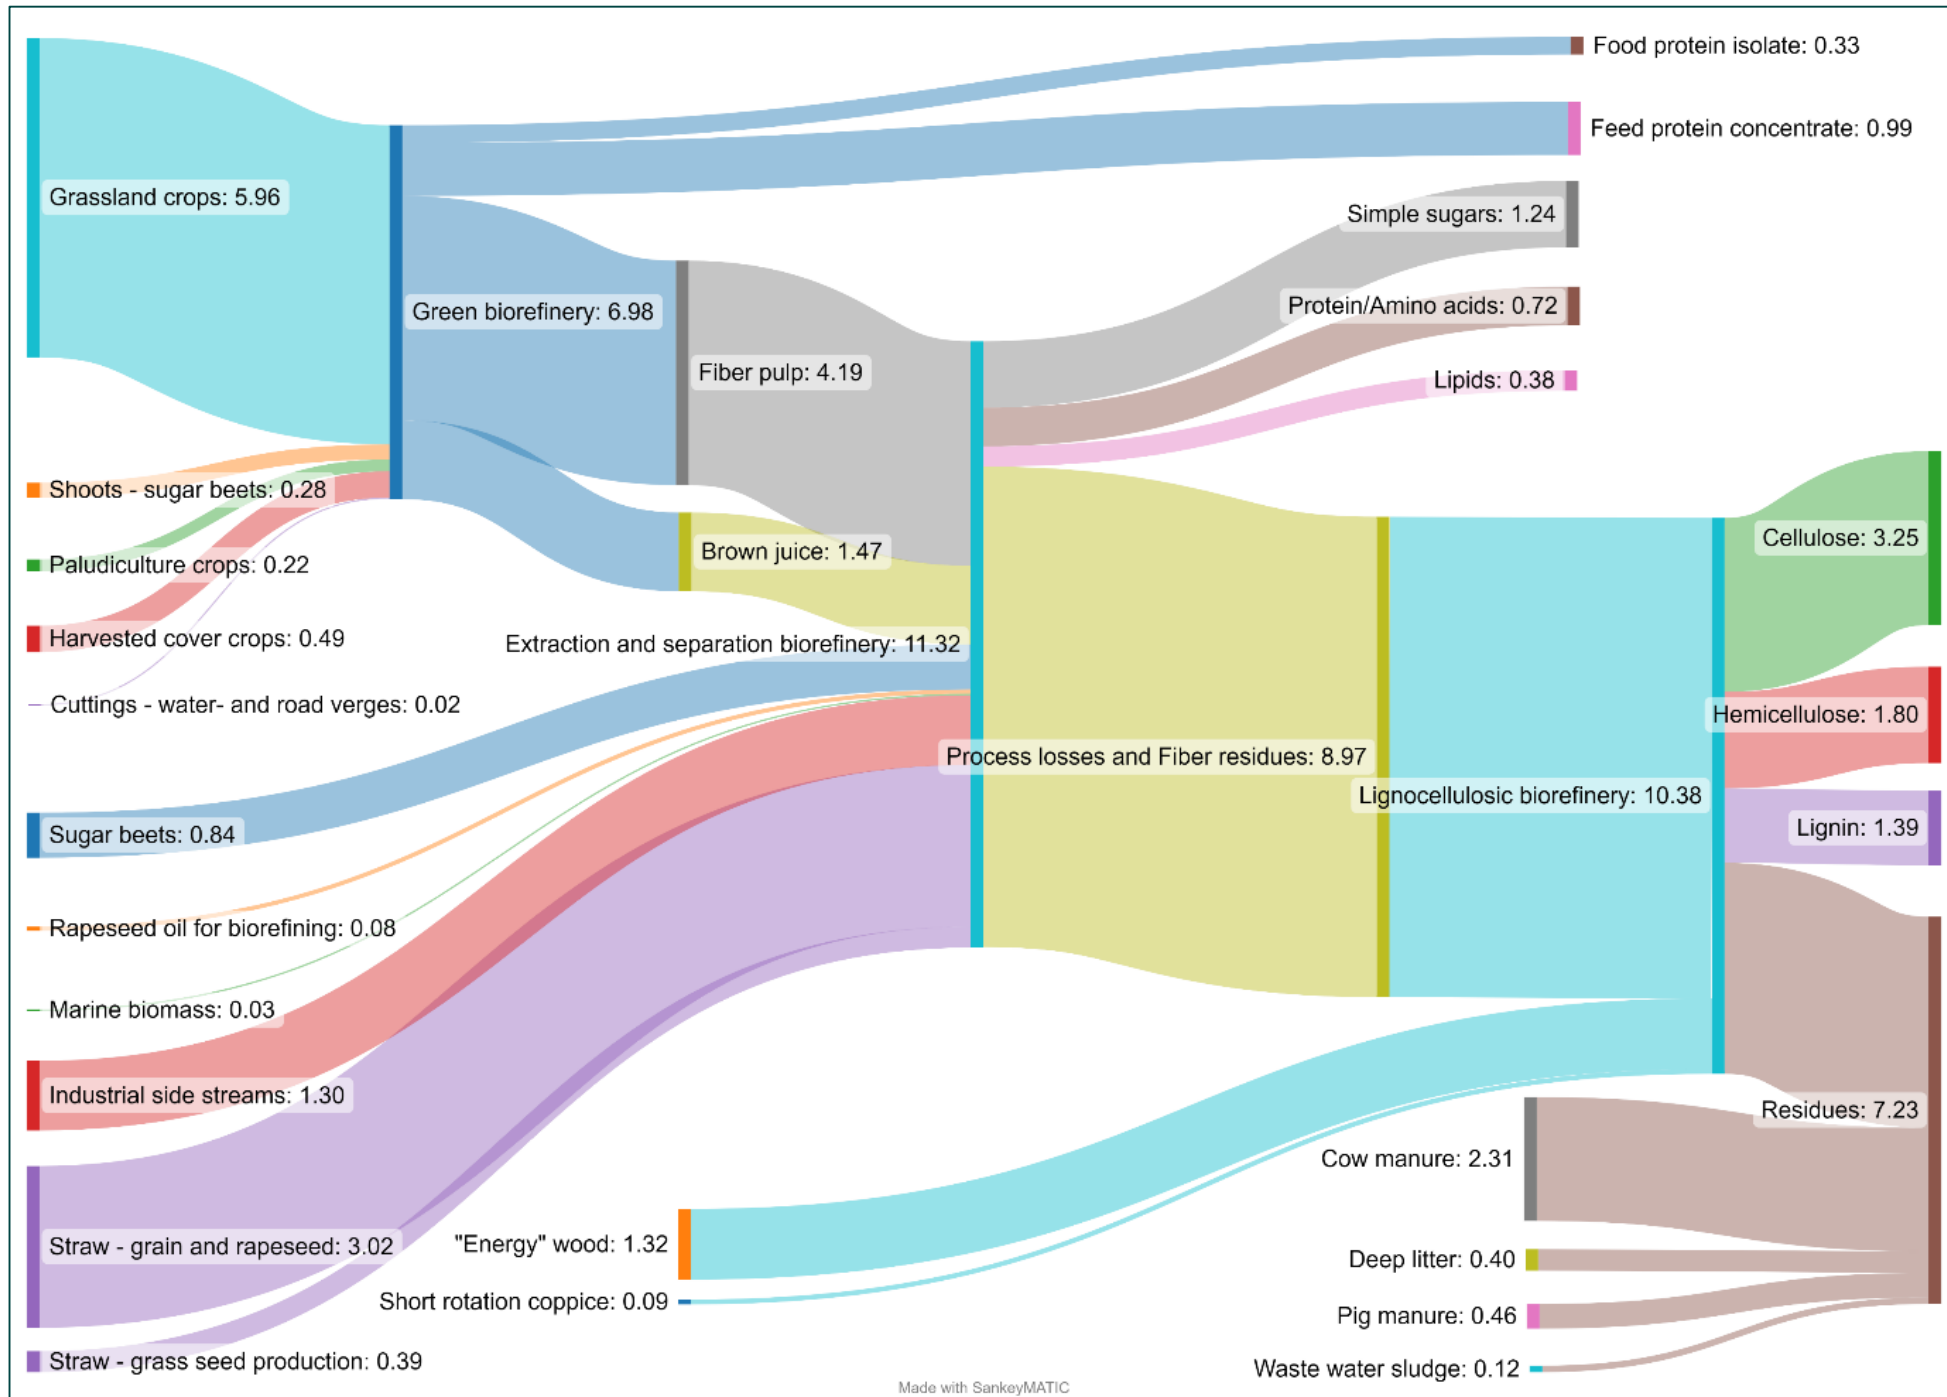 Food protein isolate: 0.33
Feed protein concentrate: 0.99
Grassland crops: 5.96
Simple sugars: 1.24
Green biorefinery: 6.98
Protein/Amino acids: 0.72
Fiber pulp: 4.19
Lipids: 0.38
Shoots - sugar beets: 0.28
Cellulose: 3.25
Brown juice: 1.47
Paludiculture crops: 0.22
Harvested cover crops: 0.49
Extraction and separation biorefinery: 11.32
Cuttings - water- and road verges: 0.02
Hemicellulose: 1.80
Process losses and Fiber residues: 8.97
Lignocellulosic biorefinery: 10.38
Sugar beets: 0.84
Lignin: 1.39
Rapeseed oil for biorefining: 0.08
Marine biomass: 0.03
Industrial side streams: 1.30
Residues: 7.23
Cow manure: 2.31
Straw - grain and rapeseed: 3.02
"Energy" wood: 1.32
Deep litter: 0.40
Short rotation coppice: 0.09
Pig manure: 0.46
Straw - grass seed production: 0.39
Waste water sludge: 0.12
Made with SankeyMATIC